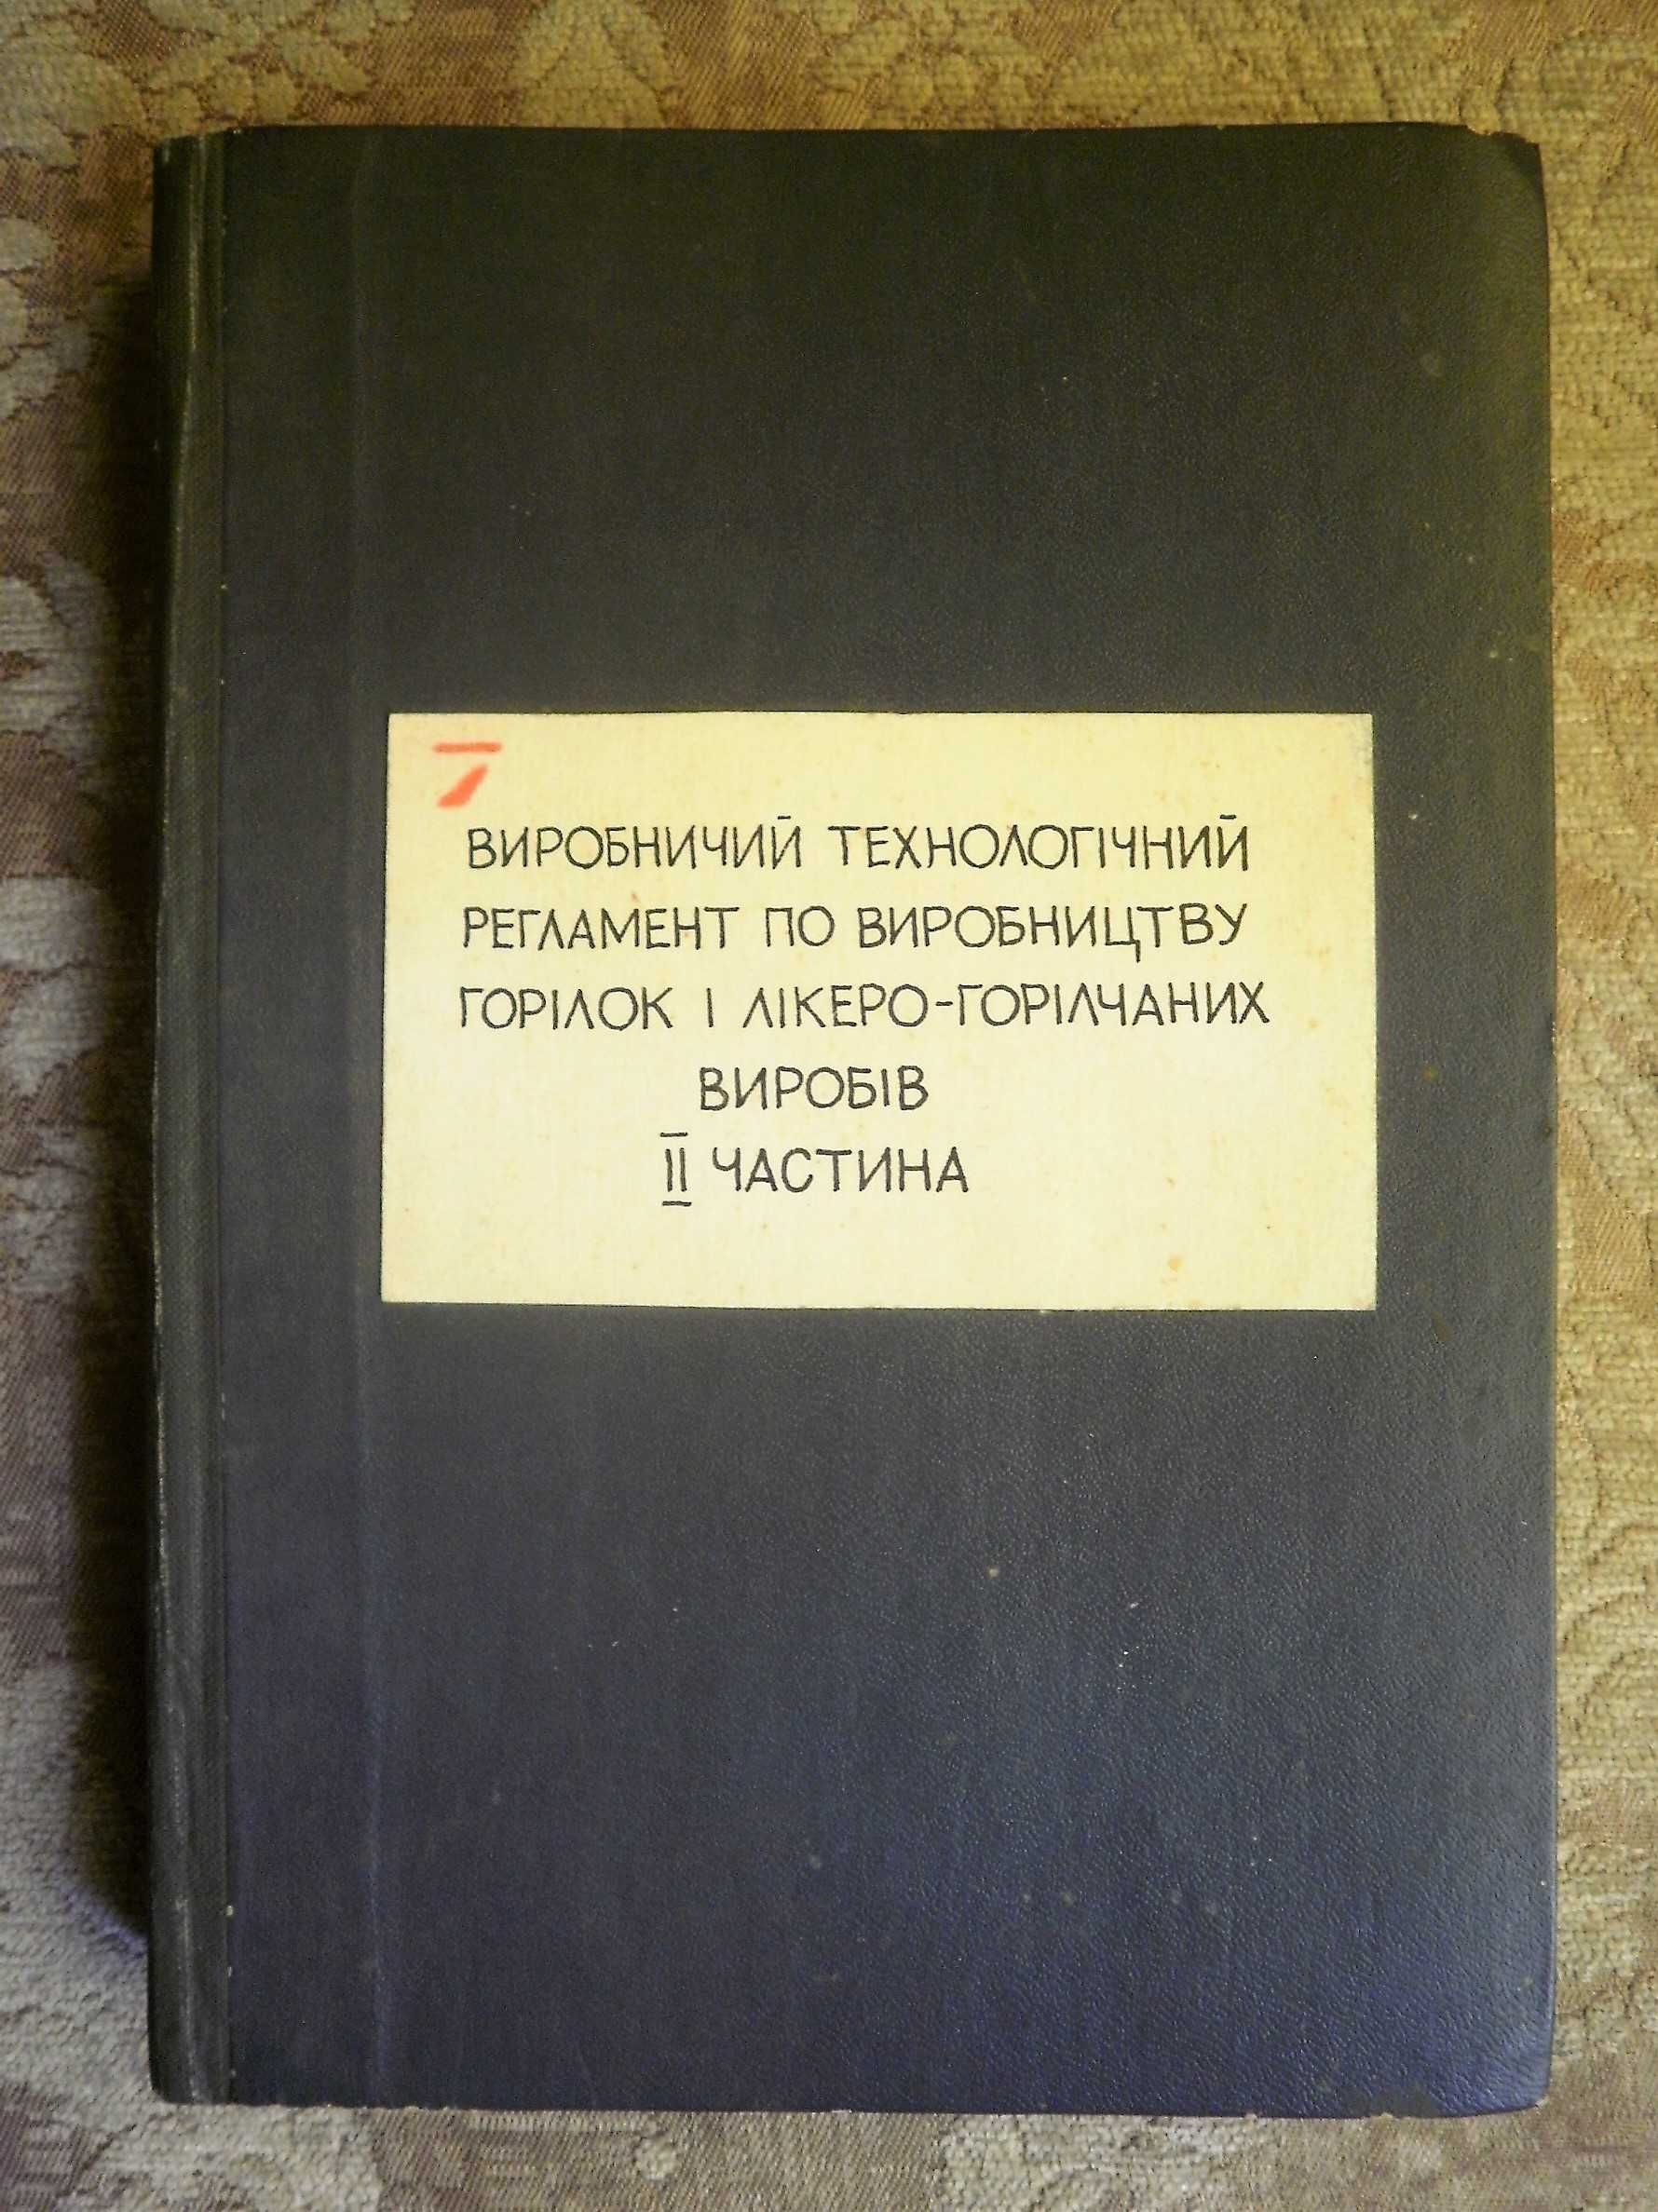 7
ВИРОБНИЧИЙ ТЕХНОЛОГІЧНИЙ
РЕГЛАМЕНТ ПО ВИРОБНИЦТВУ
ГОРІЛОК І ЛІКЕРО-ГОРІЛЧАНИХ
ВИРОБІВ
II ЧАСТИНА